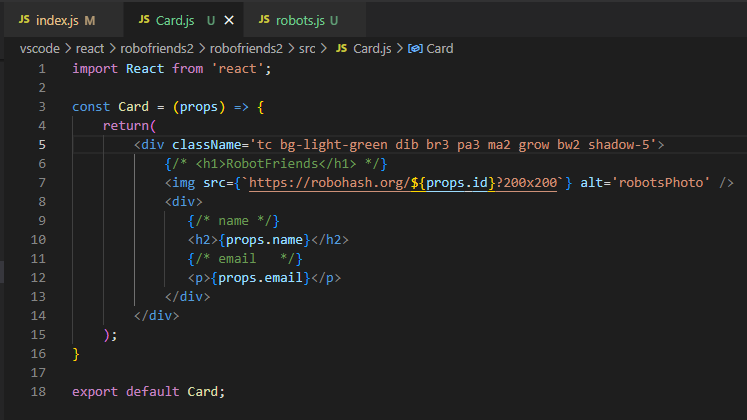 JS index.js M JS Card.js U × JS robots.js U
vscode > react > robofriends2 > robofriends2 > src > JS Card.js > Card
1 import React from 'react';
2
3 const Card = (props) => {
4     return(
5         <div className='tc bg-light-green dib br3 pa3 ma2 grow bw2 shadow-5'>
6             {/* <h1>RobotFriends</h1> */}
7             <img src={`https://robohash.org/${props.id}?200x200`} alt='robotsPhoto' />
8             <div>
9                {/* name */}
10                <h2>{props.name}</h2>
11                {/* email   */}
12                <p>{props.email}</p>
13             </div>
14         </div>
15     );
16 }
17
18 export default Card;